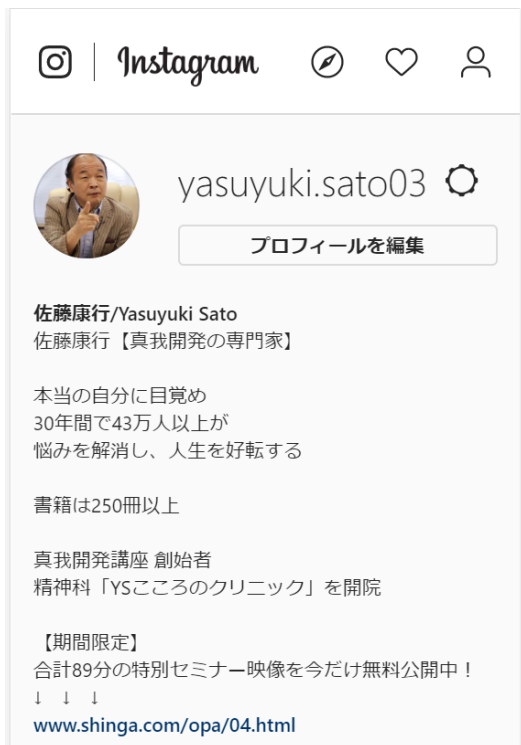 Instagram
yasuyuki.sato03
プロフィールを編集
佐藤康行/Yasuyuki Sato
佐藤康行【真我開発の専門家】
本当の自分に目覚め
30年間で43万人以上が
悩みを解消し、人生を好転する
書籍は250冊以上
真我開発講座 創始者
精神科「YSこころのクリニック」を開院
【期間限定】
合計89分の特別セミナー映像を今だけ無料公開中！
↓ ↓ ↓
www.shinga.com/opa/04.html